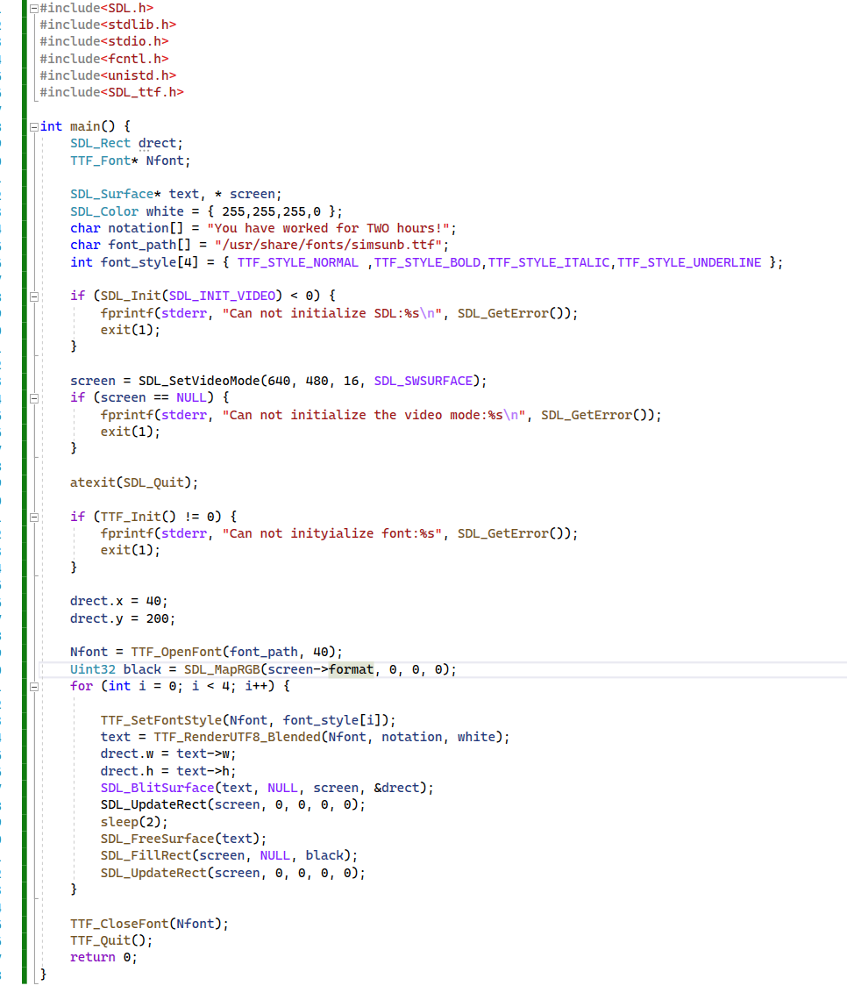 #include<SDL.h>
#include<stdlib.h>
#include<stdio.h>
#include<fcntl.h>
#include<unistd.h>
#include<SDL_ttf.h>
int main() {
SDL_Rect drect;
TTF_Font* Nfont;
SDL_Surface* text, * screen;
SDL_Color white = { 255,255,255,0 };
char notation[] = "You have worked for TWO hours!";
char font_path[] = "/usr/share/fonts/simsunb.ttf";
int font_style[4] = { TTF_STYLE_NORMAL ,TTF_STYLE_BOLD,TTF_STYLE_ITALIC,TTF_STYLE_UNDERLINE };
if (SDL_Init(SDL_INIT_VIDEO) < 0) {
fprintf(stderr, "Can not initialize SDL:%s\n", SDL_GetError());
exit(1);
}
screen = SDL_SetVideoMode(640, 480, 16, SDL_SWSURFACE);
if (screen == NULL) {
fprintf(stderr, "Can not initialize the video mode:%s\n", SDL_GetError());
exit(1);
}
atexit(SDL_Quit);
if (TTF_Init() != 0) {
fprintf(stderr, "Can not inityialize font:%s", SDL_GetError());
exit(1);
}
drect.x = 40;
drect.y = 200;
Nfont = TTF_OpenFont(font_path, 40);
Uint32 black = SDL_MapRGB(screen->format, 0, 0, 0);
for (int i = 0; i < 4; i++) {
TTF_SetFontStyle(Nfont, font_style[i]);
text = TTF_RenderUTF8_Blended(Nfont, notation, white);
drect.w = text->w;
drect.h = text->h;
SDL_BlitSurface(text, NULL, screen, &drect);
SDL_UpdateRect(screen, 0, 0, 0, 0);
sleep(2);
SDL_FreeSurface(text);
SDL_FillRect(screen, NULL, black);
SDL_UpdateRect(screen, 0, 0, 0, 0);
}
TTF_CloseFont(Nfont);
TTF_Quit();
return 0;
}